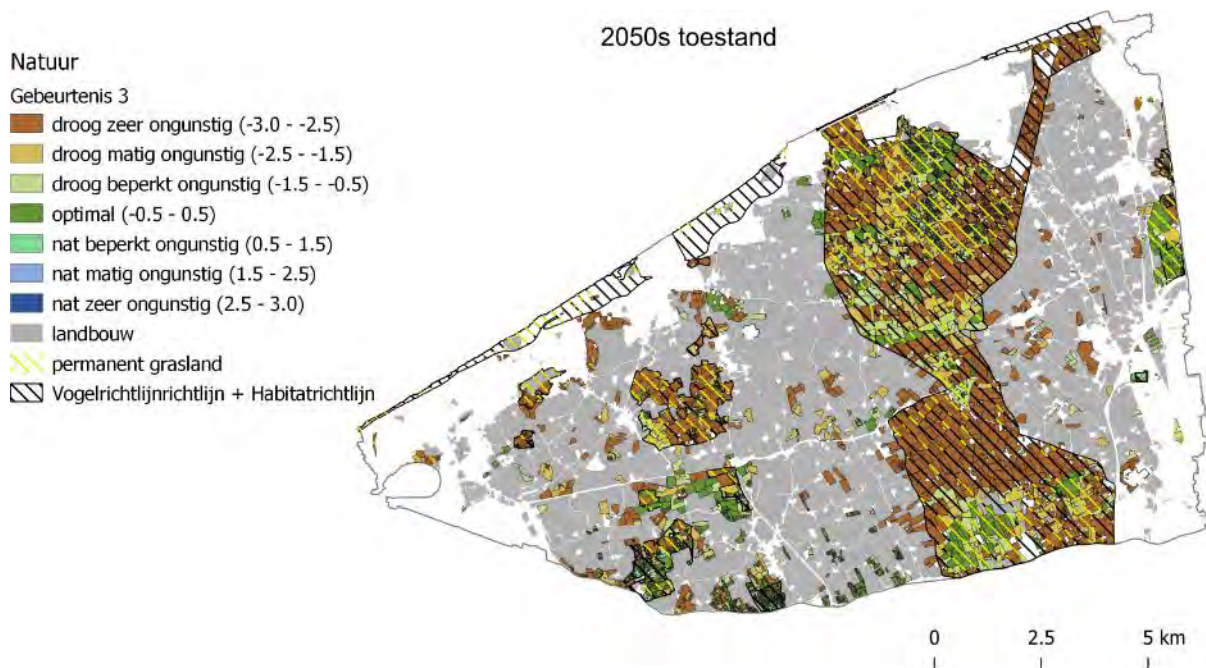 2050s toestand
Natuur
Gebeurtenis 3
droog zeer ongunstig (-3.0 - -2.5)
droog matig ongunstig (-2.5 - -1.5)
droog beperkt ongunstig (-1.5 - -0.5)
optimal (-0.5 - 0.5)
nat beperkt ongunstig (0.5 - 1.5)
nat matig ongunstig (1.5 - 2.5)
nat zeer ongunstig (2.5 - 3.0)
landbouw
permanent grasland
Vogelrichtlijnrichtlijn + Habitatrichtlijn
0 2.5 5 km